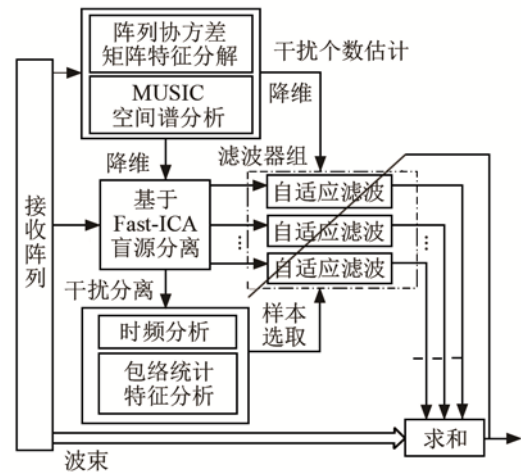 阵列协方差
矩阵特征分解
MUSIC
空间谱分析
干扰个数估计
降维
降维
滤波器组
接收阵列
基于
Fast-ICA
盲源分离
自适应滤波
自适应滤波
自适应滤波
干扰分离
时频分析
包络统计
特征分析
样本
选取
波束
求和